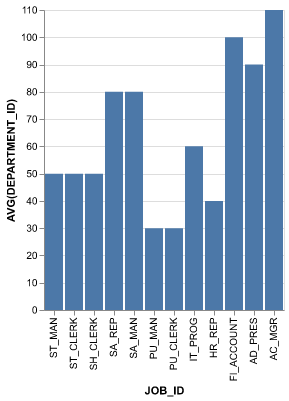 110
100
90
80
70
60
50
40
30
20
10
0
AVG(DEPARTMENT_ID)
ST_MAN
ST_CLERK
SH_CLERK
SA_REP
SA_MAN
PU_MAN
PU_CLERK
IT_PROG
HR_REP
FI_ACCOUNT
AD_PRES
AC_MGR
JOB_ID